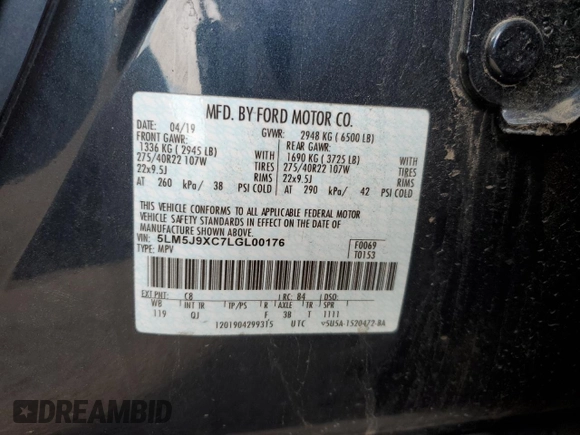 MFD. BY FORD MOTOR CO.
DATE: 04/19 GVWR: 2948 KG ( 6500 LB)
FRONT GAWR: REAR GAWR:
1336 KG ( 2945 LB) 1690 KG ( 3725 LB)
275/40R22 107W TIRES 275/40R22 107W TIRES
22x9.5J RIMS 22x9.5J RIMS
AT 260 kPa/ 38 PSI COLD AT 290 kPa/ 42 PSI COLD
THIS VEHICLE CONFORMS TO ALL APPLICABLE FEDERAL MOTOR
VEHICLE SAFETY STANDARDS IN EFFECT ON THE DATE OF
MANUFACTURE SHOWN ABOVE.
VIN: 5LM5J9XC7LGL00176 F0069
TYPE: MPV T0153
EXT PNT: C8 RC: 84 DSO:
WB INT TR TP/PS R AXLE TR SPR
119 QJ F 3B T 1111
1201904299315 UTC
DREAMBID